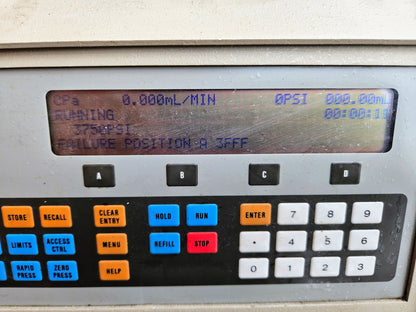 CPa 0.000mL/MIN 0PSI 000.00mL
RUNNING 00:00:11
3750PSI
FAILURE POSITION A 3FFF
A B C D
STORE RECALL CLEAR ENTRY HOLD RUN ENTER 7 8 9
LIMITS ACCESS CTRL MENU REFILL STOP . 4 5 6
RAPID PRESS ZERO PRESS HELP 0 1 2 3